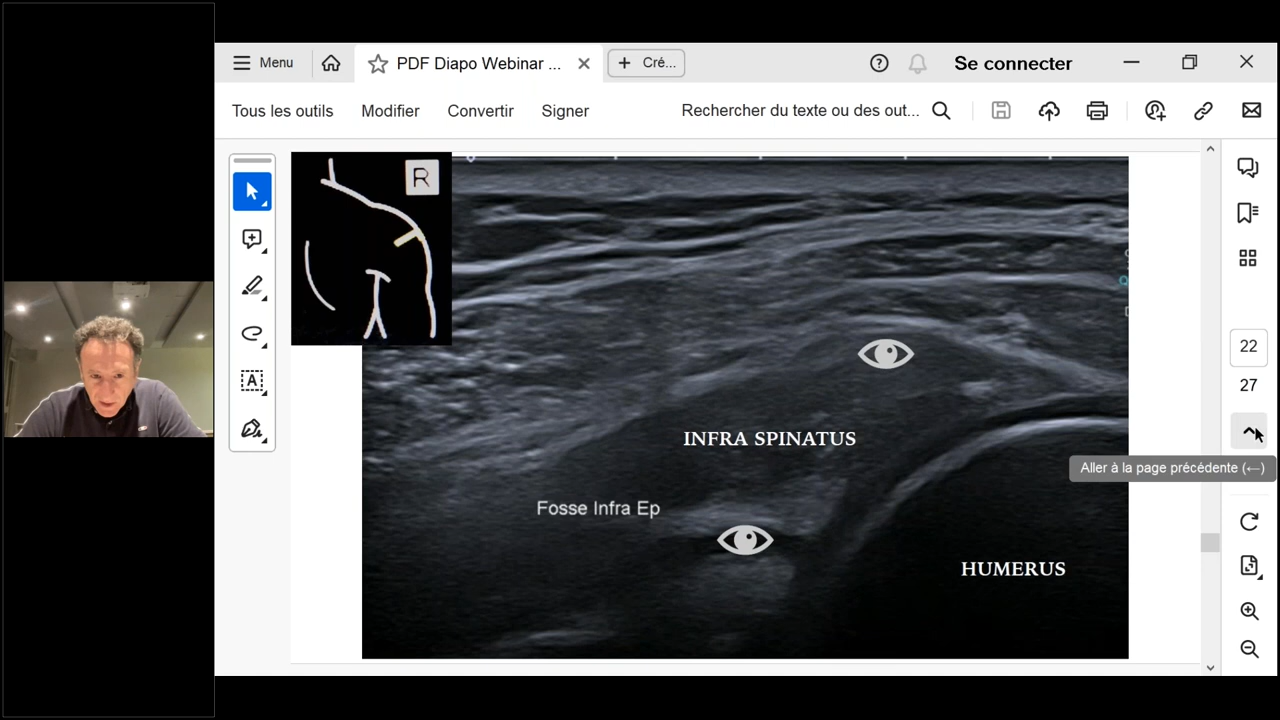 Menu
PDF Diapo Webinar ...
Cré...
Se connecter
Tous les outils
Modifier
Convertir
Signer
Rechercher du texte ou des out...
R
22
27
Aller à la page précédente (←)
INFRA SPINATUS
Fosse Infra Ep
HUMERUS